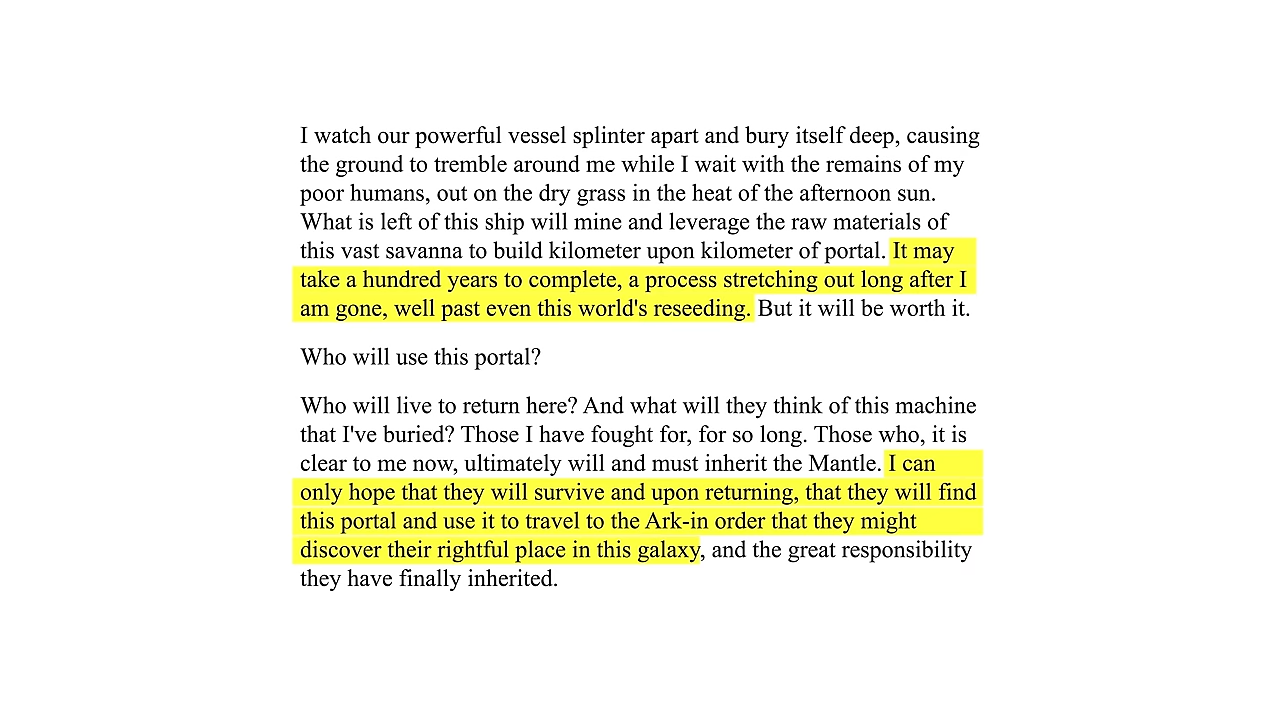 I watch our powerful vessel splinter apart and bury itself deep, causing
the ground to tremble around me while I wait with the remains of my
poor humans, out on the dry grass in the heat of the afternoon sun.
What is left of this ship will mine and leverage the raw materials of
this vast savanna to build kilometer upon kilometer of portal. It may
take a hundred years to complete, a process stretching out long after I
am gone, well past even this world's reseeding. But it will be worth it.
Who will use this portal?
Who will live to return here? And what will they think of this machine
that I've buried? Those I have fought for, for so long. Those who, it is
clear to me now, ultimately will and must inherit the Mantle. I can
only hope that they will survive and upon returning, that they will find
this portal and use it to travel to the Ark-in order that they might
discover their rightful place in this galaxy, and the great responsibility
they have finally inherited.